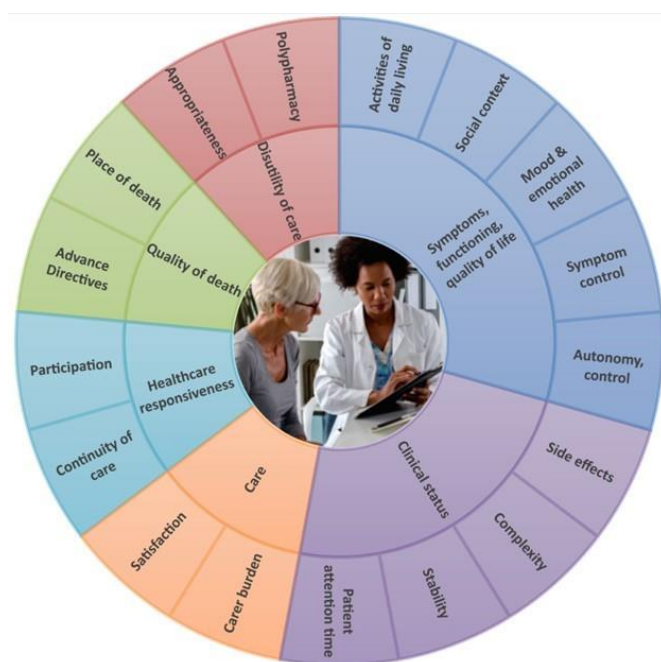 Activities of
daily living
Social context
Mood &
emotional
health
Symptom
control
Autonomy,
control
Symptoms,
functioning,
quality of life
Side effects
Complexity
Stability
Patient
attention time
Clinical status
Carer burden
Satisfaction
Care
Continuity of
care
Participation
Healthcare
responsiveness
Advance
Directives
Place of death
Quality of death
Appropriateness
Polypharmacy
Disutility of care